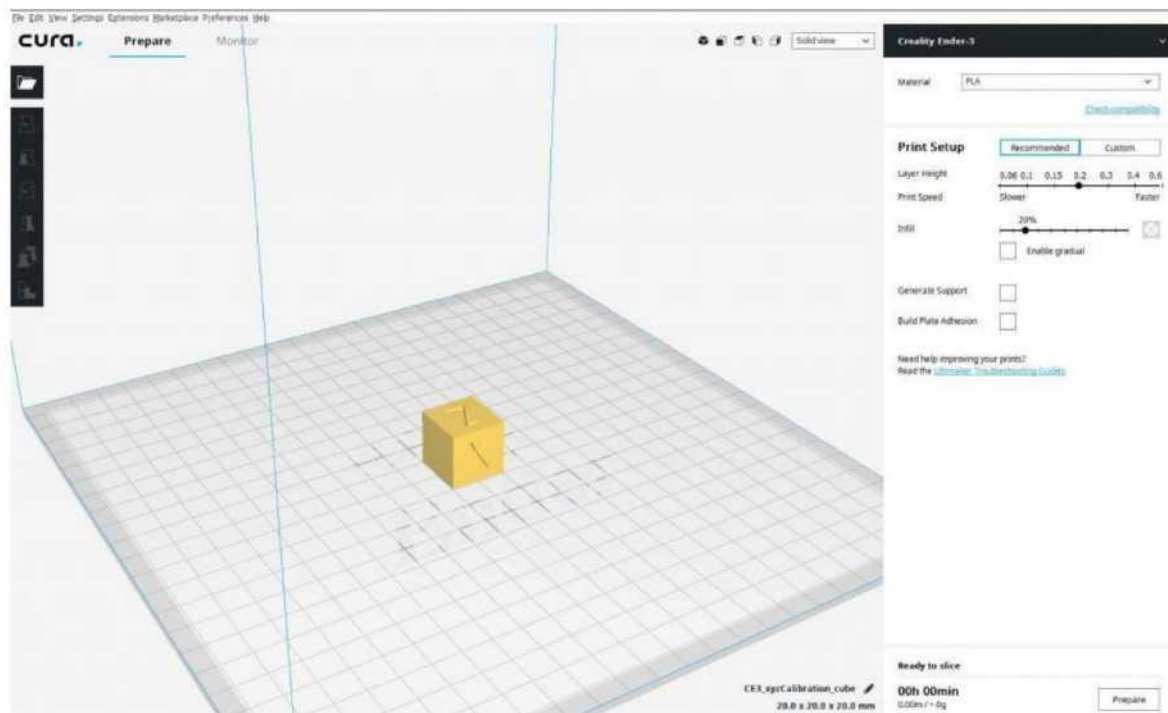 File Edit View Settings Extensions Marketplace Preferences Help
cura.
Prepare
Monitor
Solid view
Creality Ender-3
Material
PLA
Check compatibility
Print Setup
Recommended
Custom
Layer Height
0.06 0.1 0.15 0.2 0.3 0.4 0.6
Print Speed
Slower
Faster
20%
Infill
Enable gradual
Generate Support
Build Plate Adhesion
Need help improving your prints?
Read the Ultimaker Troubleshooting Guides
Ready to slice
CE3_xyzCalibration_cube
20.0 x 20.0 x 20.0 mm
00h 00min
0.00m / ~ 0g
Prepare